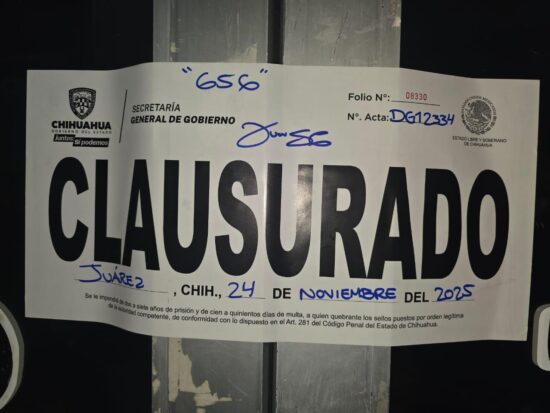 "656"
CHIHUAHUA
GOBIERNO DEL ESTADO
Juntos Sí podemos
SECRETARÍA
GENERAL DE GOBIERNO
Folio N°: 08330
N°. Acta: DG12334
ESTADO LIBRE Y SOBERANO
DE CHIHUAHUA
CLAUSURADO
JUÁREZ, CHIH., 24 DE NOVIEMBRE DEL 2025
Se le impondrá de dos a siete años de prisión y de cien a quinientos días de multa, a quien quebrante los sellos puestos por orden legítima
de la autoridad competente, de conformidad con lo dispuesto en el Art. 281 del Código Penal del Estado de Chihuahua.